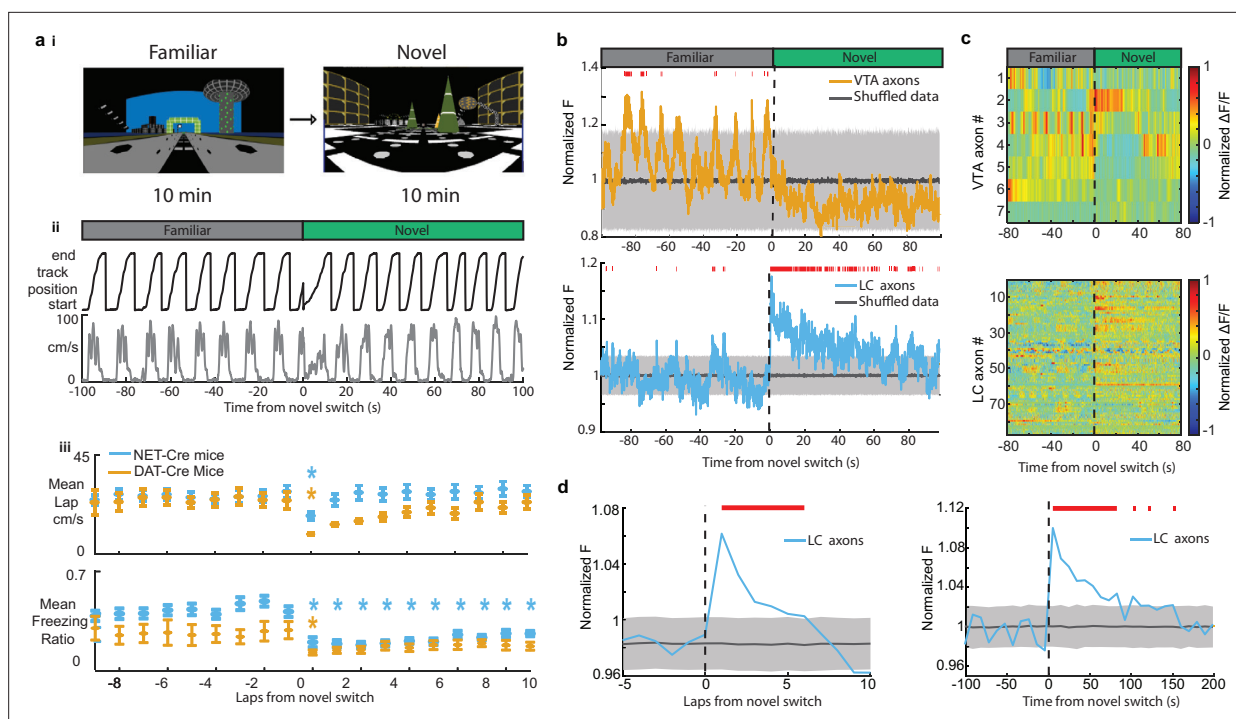 a i
Familiar
Novel
10 min
10 min
ii
Familiar
Novel
end
track
position
start
100
cm/s
0
-100 -80 -60 -40 -20 0 20 40 60 80 100
Time from novel switch (s)
iii
NET-Cre mice
DAT-Cre Mice
45
Mean
Lap
cm/s
0
0.7
Mean
Freezing
Ratio
0
-8 -6 -4 -2 0 2 4 6 8 10
Laps from novel switch
b
Familiar
Novel
1.4
1.2
1
0.8
Normalized F
VTA axons
Shuffled data
-80 -60 -40 -20 0 20 40 60 80
1.2
1.1
1
0.9
Normalized F
LC axons
Shuffled data
-80 -60 -40 -20 0 20 40 60 80
Time from novel switch (s)
c
Familiar
Novel
VTA axon #
1
2
3
4
5
6
7
-80 -40 0 40 80
1
0
-1
Normalized ΔF/F
LC axon #
10
30
50
70
-80 -40 0 40 80
Time from novel switch (s)
1
0
-1
Normalized ΔF/F
d
1.08
1.04
1
0.96
Normalized F
LC axons
-5 0 5 10
Laps from novel switch
1.12
1.08
1.04
1
0.96
Normalized F
LC axons
-100 -50 0 50 100 150 200
Time from novel switch (s)